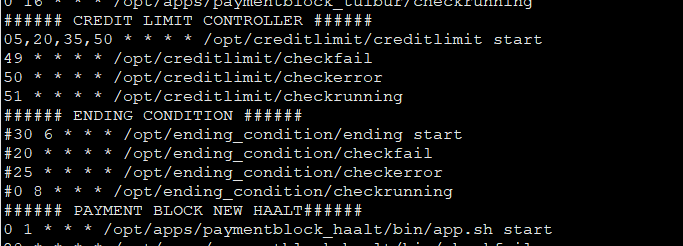 0 16 * * * /opt/apps/paymentblock_tulbur/checkrunning
###### CREDIT LIMIT CONTROLLER ######
05,20,35,50 * * * * /opt/creditlimit/creditlimit start
49 * * * * /opt/creditlimit/checkfail
50 * * * * /opt/creditlimit/checkerror
51 * * * * /opt/creditlimit/checkrunning
###### ENDING CONDITION ######
#30 6 * * * /opt/ending_condition/ending start
#20 * * * * /opt/ending_condition/checkfail
#25 * * * * /opt/ending_condition/checkerror
#0 8 * * * /opt/ending_condition/checkrunning
###### PAYMENT BLOCK NEW HAALT######
0 1 * * * /opt/apps/paymentblock_haalt/bin/app.sh start